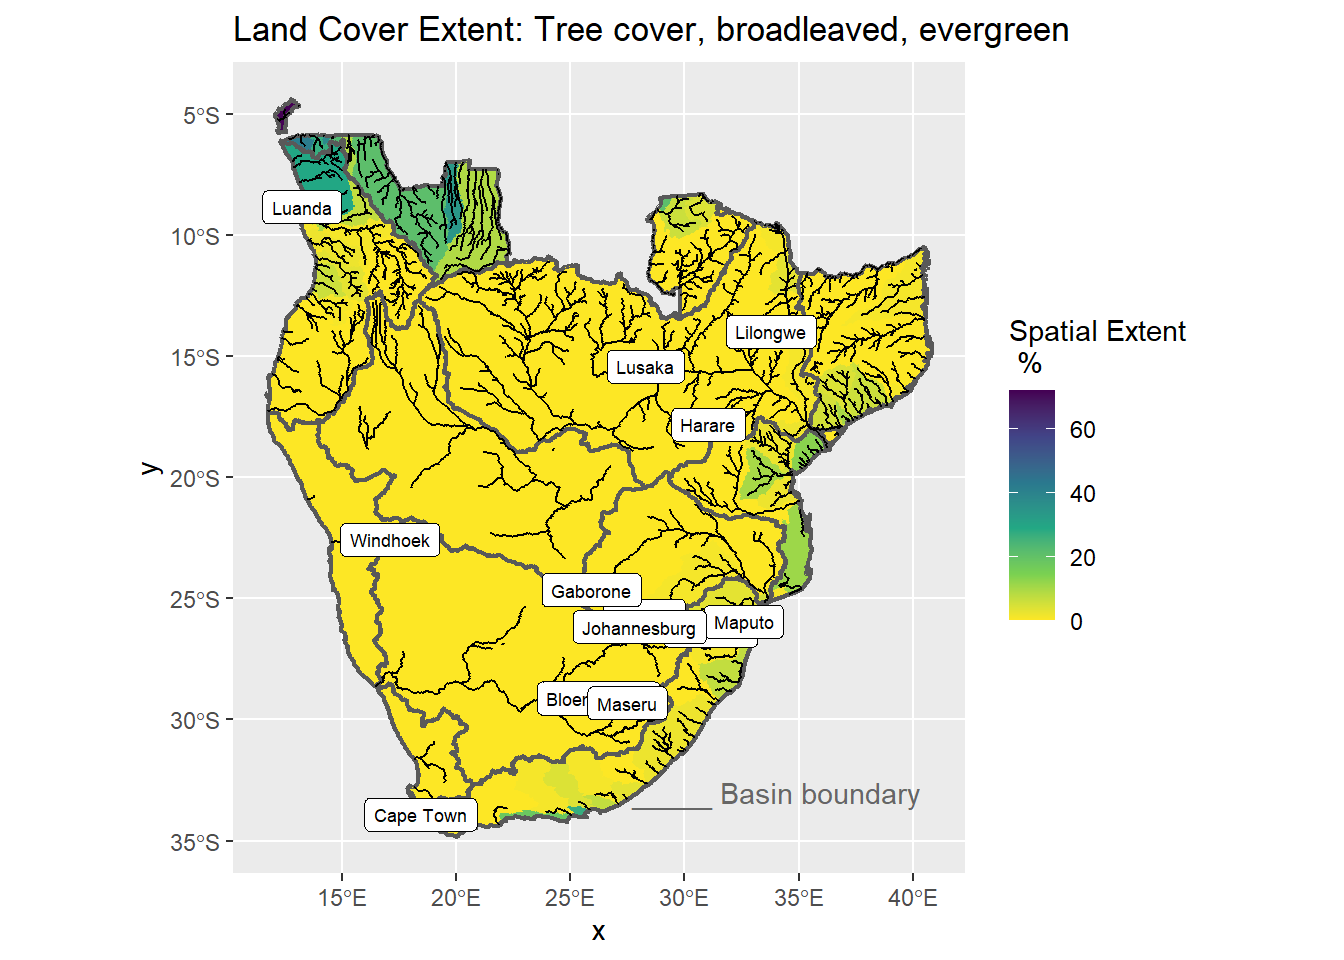 Land Cover Extent: Tree cover, broadleaved, evergreen
5°S
10°S
15°S
20°S
25°S
30°S
35°S
y
Luanda
Lilongwe
Lusaka
Harare
Windhoek
Gaborone
Johannesburg
Maputo
Maseru
Cape Town
Basin boundary
15°E
20°E
25°E
30°E
35°E
40°E
x
Spatial Extent
%
60
40
20
0